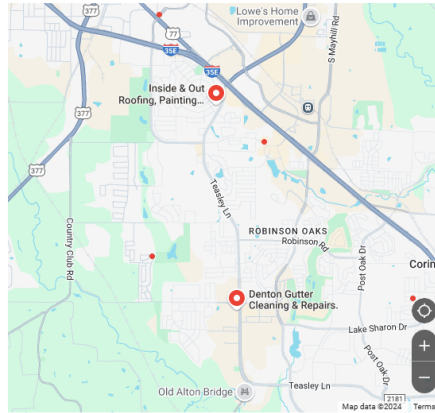 377
Lowe's Home
Improvement
77
S Mayhill Rd
35E
35E
Inside & Out
Roofing, Painting...
377
377
Teasley Ln
Country Club Rd
ROBINSON OAKS
Robinson Rd
Post Oak Dr
Corin
Denton Gutter
Cleaning & Repairs.
Lake Sharon Dr
Post Oak Dr
Old Alton Bridge
Teasley Ln
2181
Map data ©2024
Terms